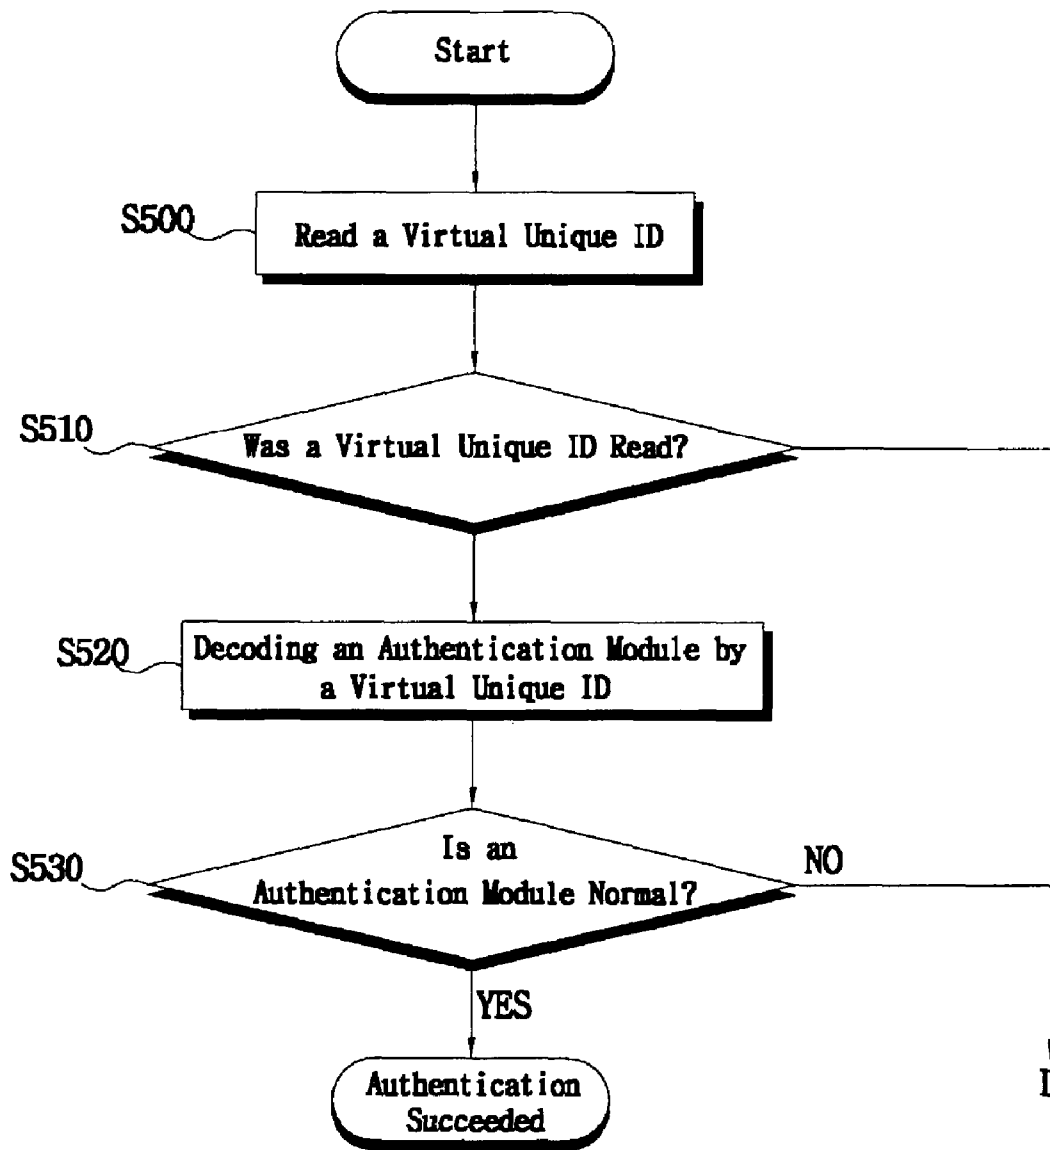 Start
S500
Read a Virtual Unique ID
S510
Was a Virtual Unique ID Read?
S520
Decoding an Authentication Module by
a Virtual Unique ID
S530
Is an
Authentication Module Normal?
NO
YES
Authentication
Succeeded